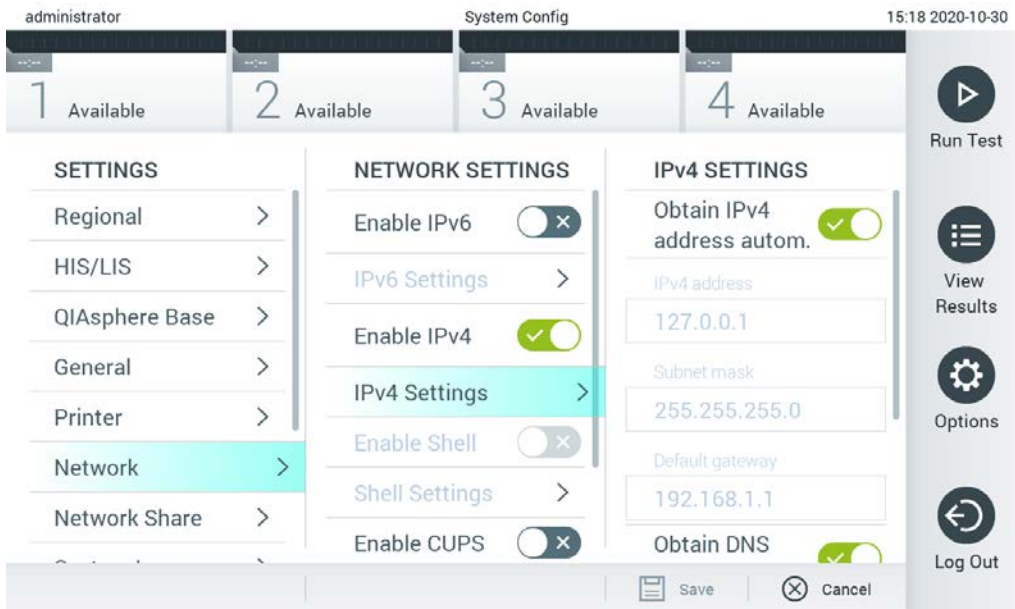 administrator
System Config
15:18 2020-10-30
--:--
--:--
--:--
--:--
1 Available
2 Available
3 Available
4 Available
Run Test
View
Results
Options
Log Out
SETTINGS
Regional
HIS/LIS
QIAsphere Base
General
Printer
Network
Network Share
NETWORK SETTINGS
Enable IPv6
IPv6 Settings
Enable IPv4
IPv4 Settings
Enable Shell
Shell Settings
Enable CUPS
IPv4 SETTINGS
Obtain IPv4
address autom.
IPv4 address
127.0.0.1
Subnet mask
255.255.255.0
Default gateway
192.168.1.1
Obtain DNS
Save
Cancel